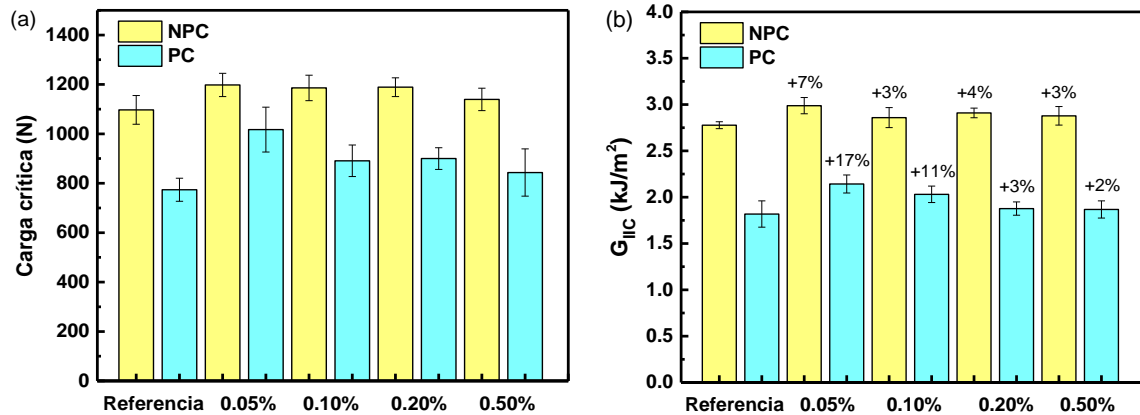 (a)
Carga crítica (N)
1400
1200
1000
800
600
400
200
0
NPC
PC
Referencia 0.05% 0.10% 0.20% 0.50%
(b)
G_IIC (kJ/m²)
4.0
3.5
3.0
2.5
2.0
1.5
1.0
0.5
0.0
NPC
PC
+7% +3% +4% +3%
+17% +11% +3% +2%
Referencia 0.05% 0.10% 0.20% 0.50%